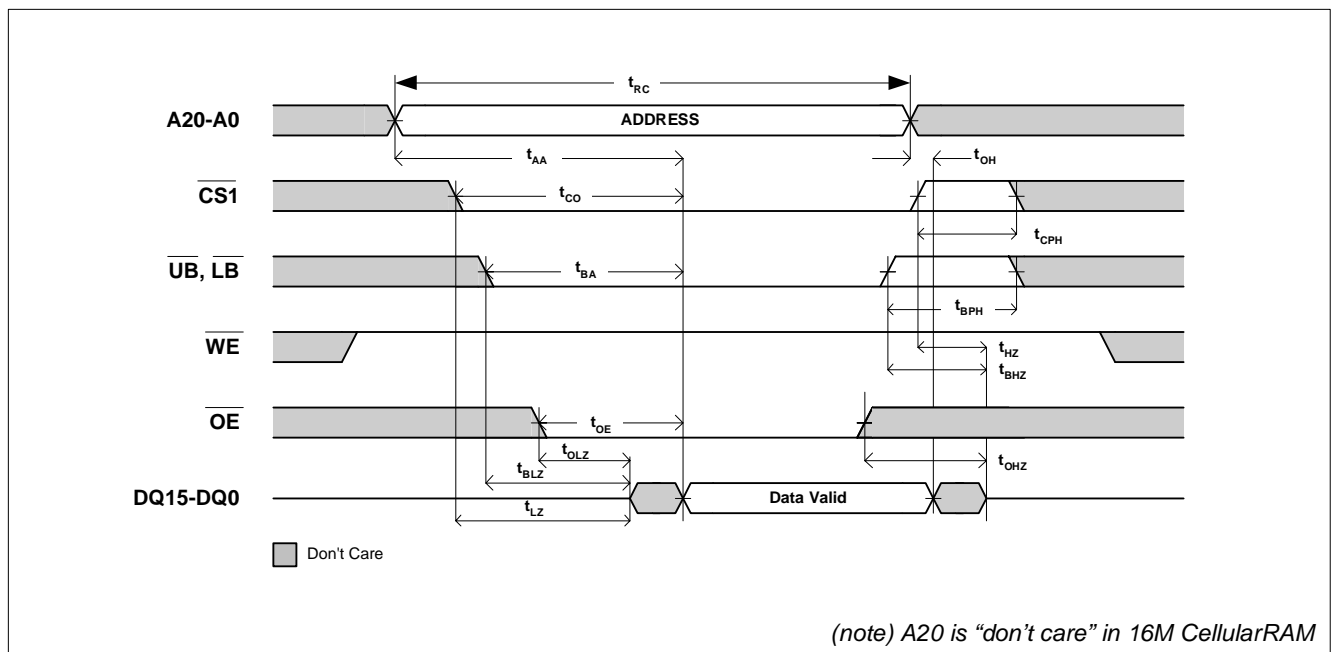 tRC
A20-A0
ADDRESS
tAA
tOH
CS1
tCO
tCPH
UB, LB
tBA
tBPH
WE
tHZ
tBHZ
OE
tOE
tOLZ
tOHZ
tBLZ
DQ15-DQ0
Data Valid
tLZ
Don't Care
(note) A20 is “don’t care” in 16M CellularRAM